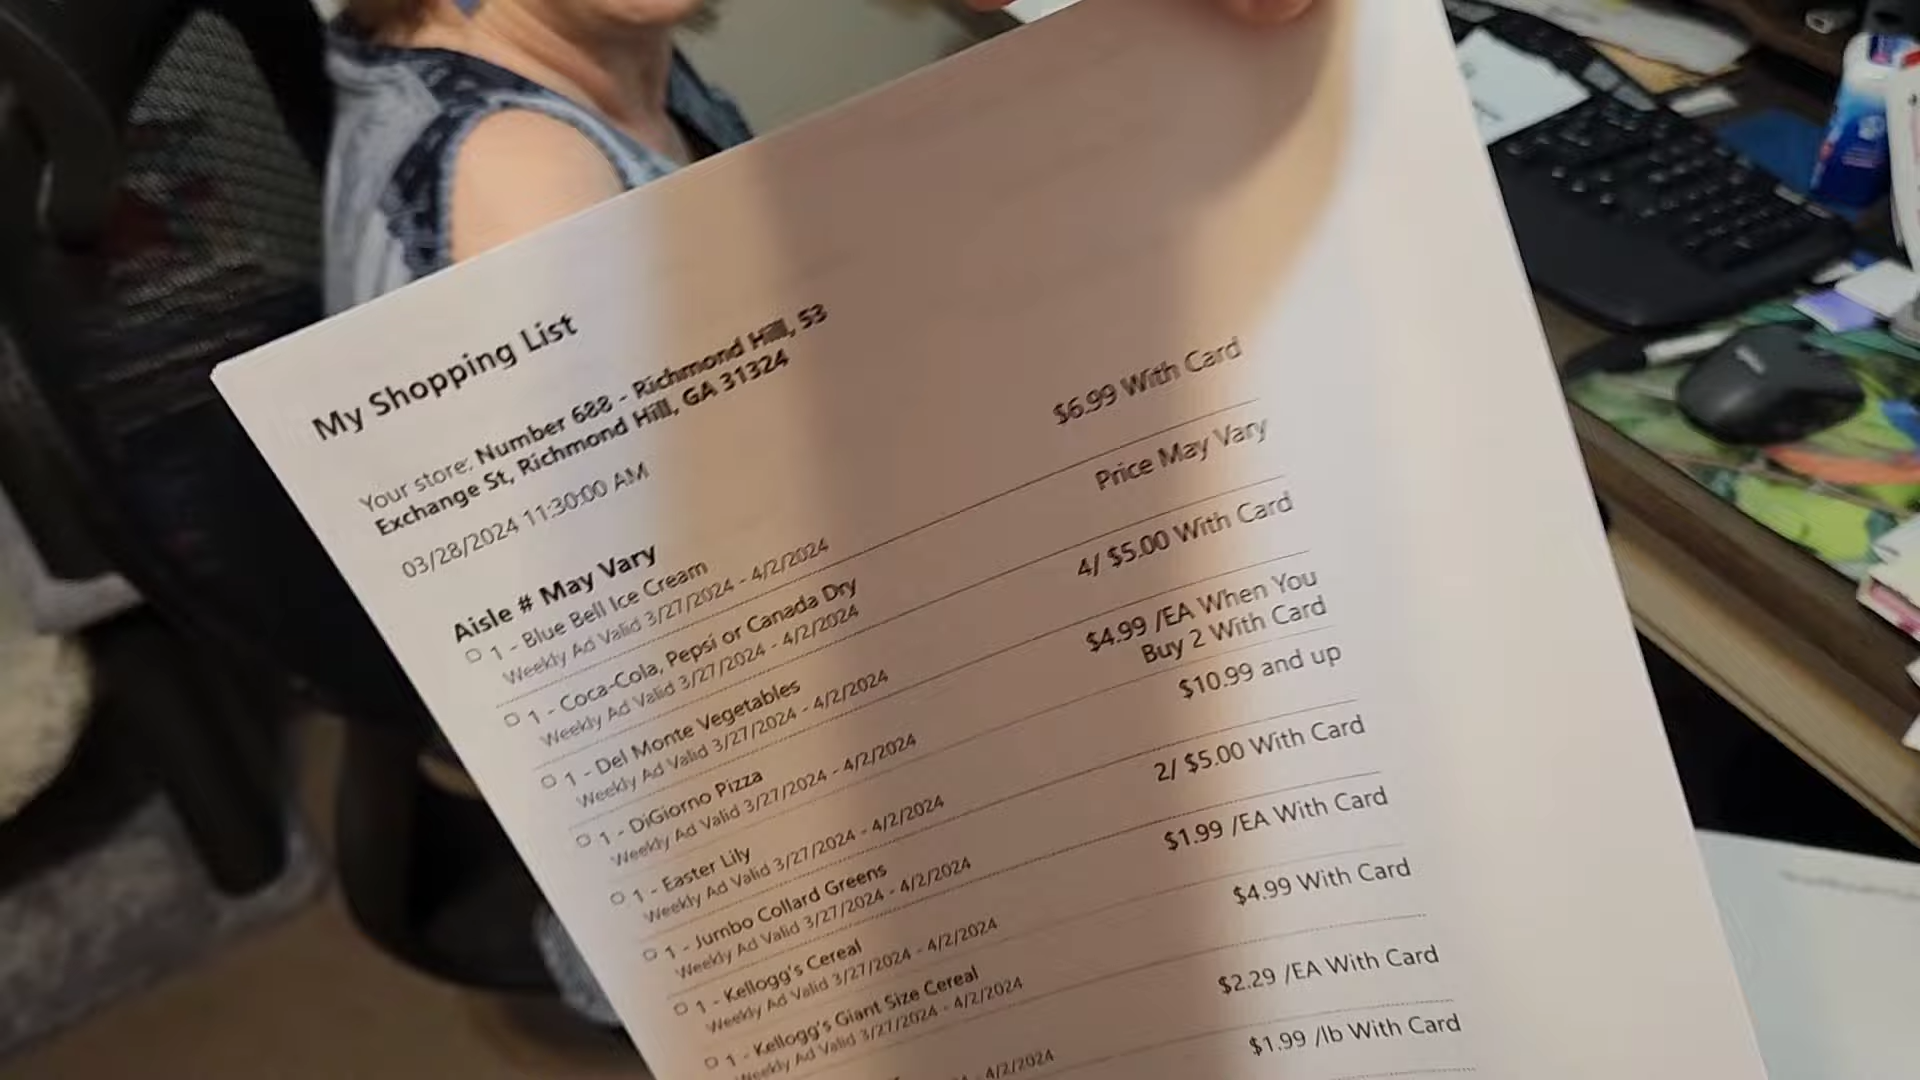 My Shopping List
Your store: Number 688 - Richmond Hill, 53
Exchange St, Richmond Hill, GA 31324
03/28/2024 11:30:00 AM
Aisle # May Vary
1 - Blue Bell Ice Cream $6.99 With Card
Weekly Ad Valid 3/27/2024 - 4/2/2024
1 - Coca-Cola, Pepsi or Canada Dry Price May Vary
Weekly Ad Valid 3/27/2024 - 4/2/2024
1 - Del Monte Vegetables 4/ $5.00 With Card
Weekly Ad Valid 3/27/2024 - 4/2/2024
1 - DiGiorno Pizza $4.99 /EA When You
Buy 2 With Card
Weekly Ad Valid 3/27/2024 - 4/2/2024
1 - Easter Lily $10.99 and up
Weekly Ad Valid 3/27/2024 - 4/2/2024
1 - Jumbo Collard Greens 2/ $5.00 With Card
Weekly Ad Valid 3/27/2024 - 4/2/2024
1 - Kellogg's Cereal $1.99 /EA With Card
Weekly Ad Valid 3/27/2024 - 4/2/2024
1 - Kellogg's Giant Size Cereal $4.99 With Card
Weekly Ad Valid 3/27/2024 - 4/2/2024
$2.29 /EA With Card
- 4/2/2024
$1.99 /lb With Card